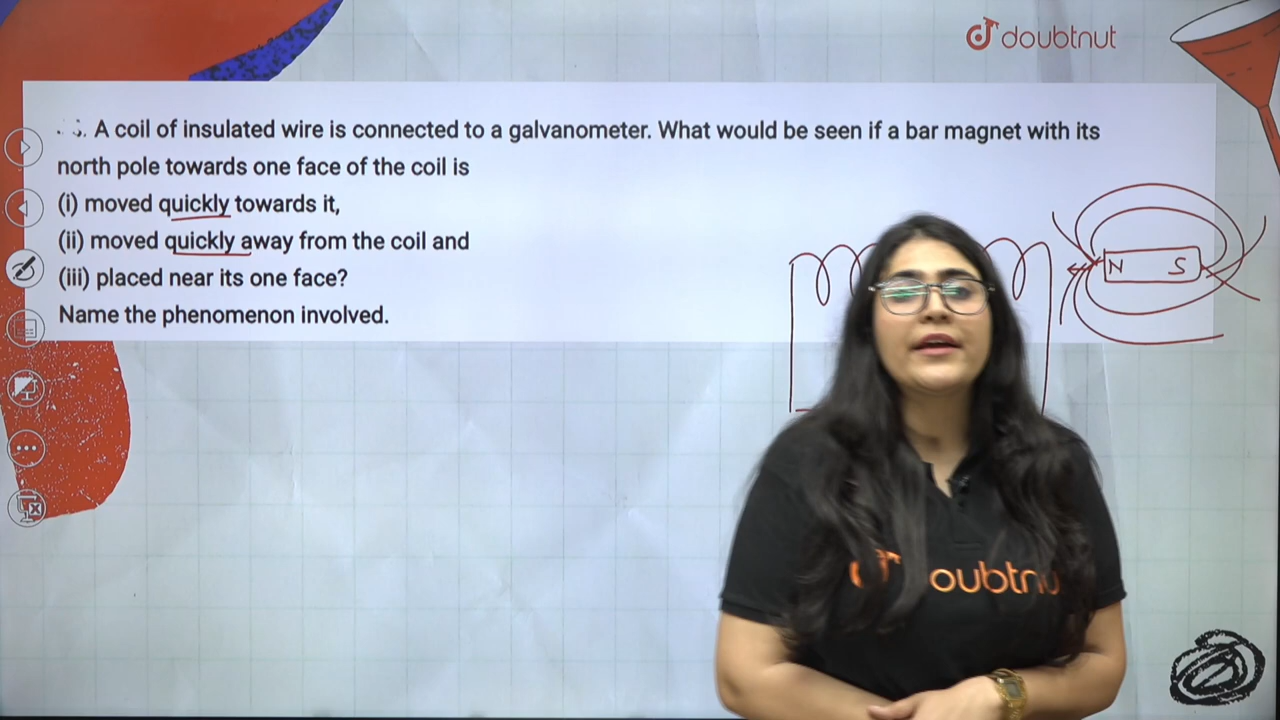 doubtnut
. A coil of insulated wire is connected to a galvanometer. What would be seen if a bar magnet with its
north pole towards one face of the coil is
(i) moved quickly towards it,
(ii) moved quickly away from the coil and
(iii) placed near its one face?
Name the phenomenon involved.
N S
doubtnu